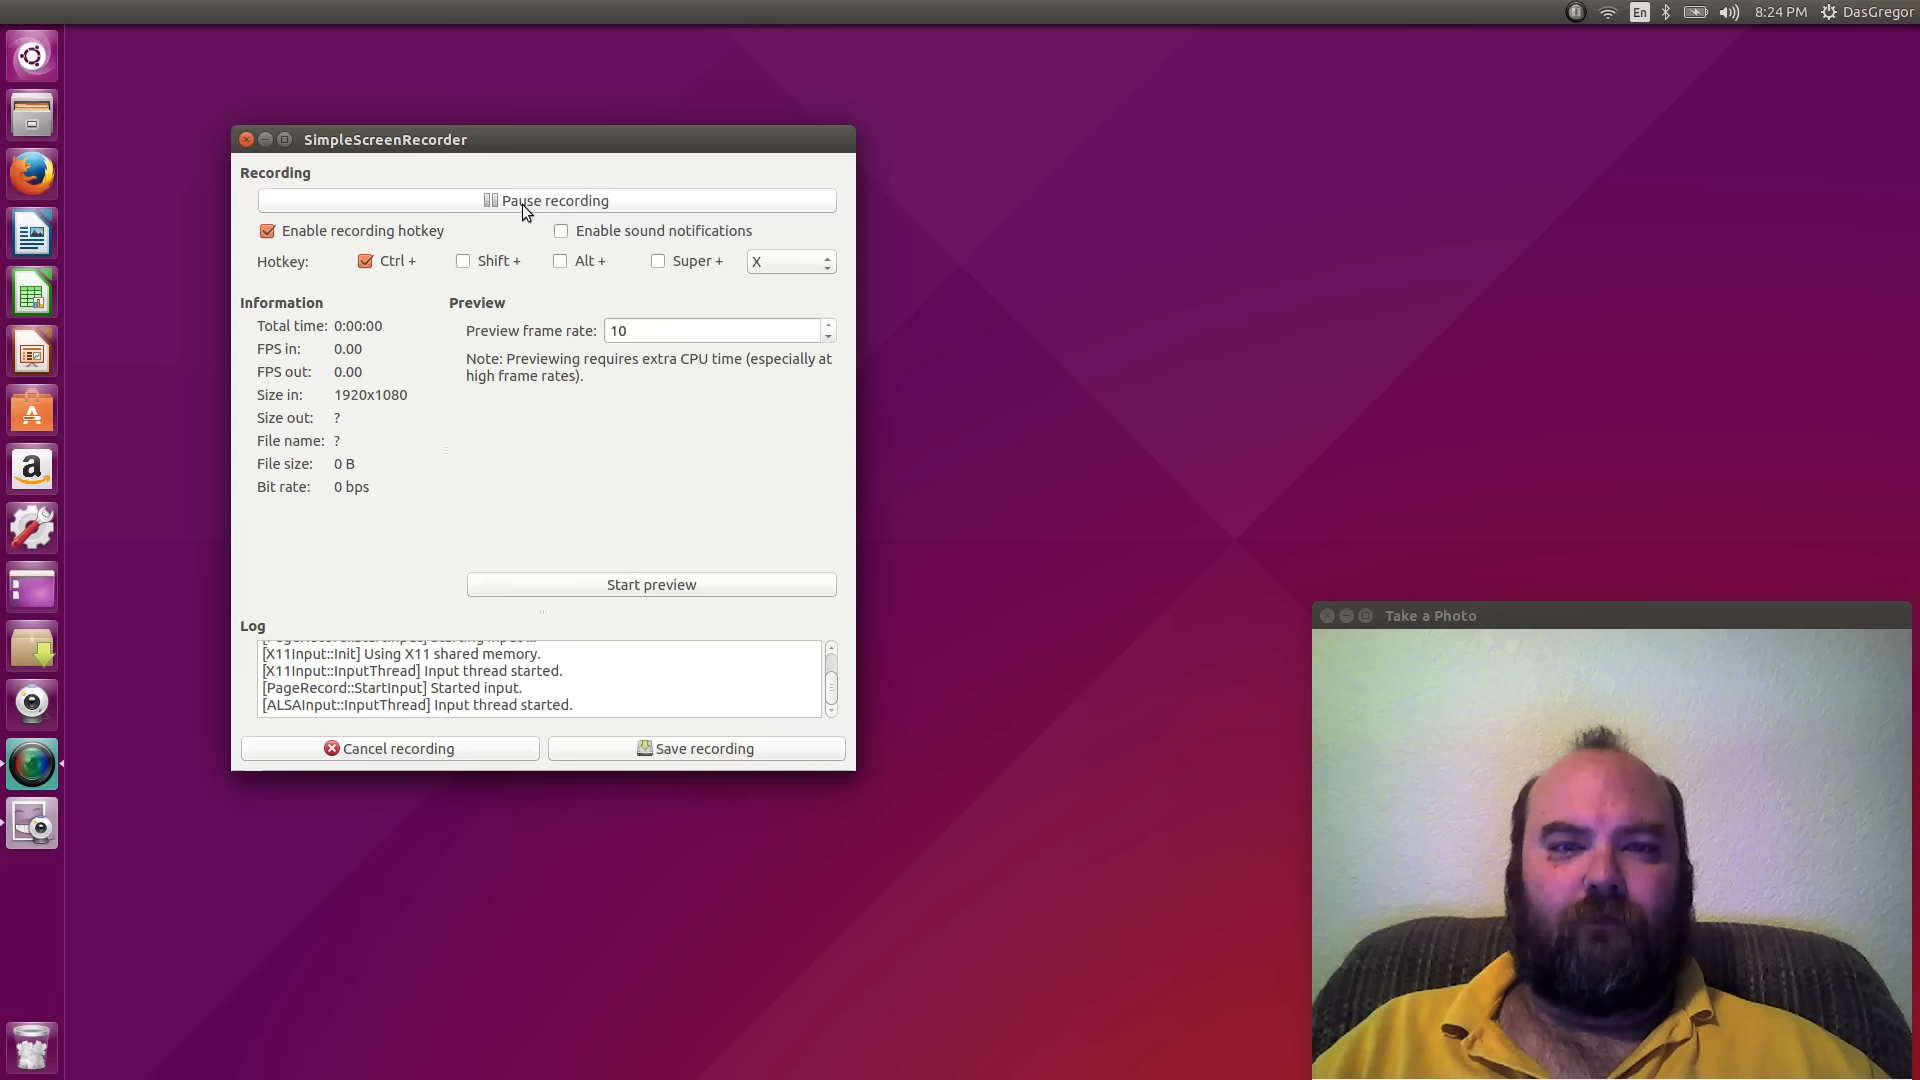 En
8:24 PM
DasGregor
SimpleScreenRecorder
Recording
Pause recording
Enable recording hotkey
Enable sound notifications
Hotkey:
Ctrl +
Shift +
Alt +
Super +
X
Information
Total time: 0:00:00
FPS in: 0.00
FPS out: 0.00
Size in: 1920x1080
Size out: ?
File name: ?
File size: 0 B
Bit rate: 0 bps
Preview
Preview frame rate: 10
Note: Previewing requires extra CPU time (especially at
high frame rates).
Start preview
Log
[PageRecord::StartInput] Starting input ...
[X11Input::Init] Using X11 shared memory.
[X11Input::InputThread] Input thread started.
[PageRecord::StartInput] Started input.
[ALSAInput::InputThread] Input thread started.
Cancel recording
Save recording
Take a Photo